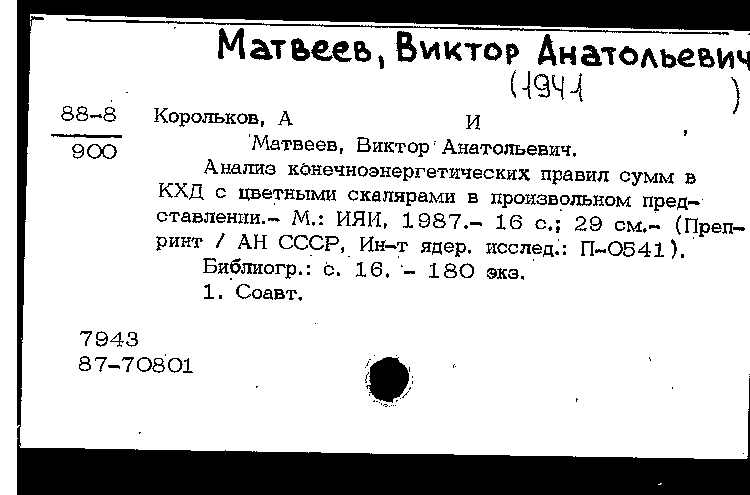 Матвеев, Виктор Анатольевич
(1941 )
88-8
900
Корольков, А И ,
Матвеев, Виктор Анатольевич.
Анализ конечноэнергетических правил сумм в
КХД с цветными скалярами в произвольном пред-
ставлении.- М.: ИЯИ, 1987.- 16 с.; 29 см.- (Преп-
ринт / АН СССР, Ин-т ядер. исслед.: П-0541).
Библиогр.: с. 16. - 180 экз.
1. Соавт.
7943
87-70801